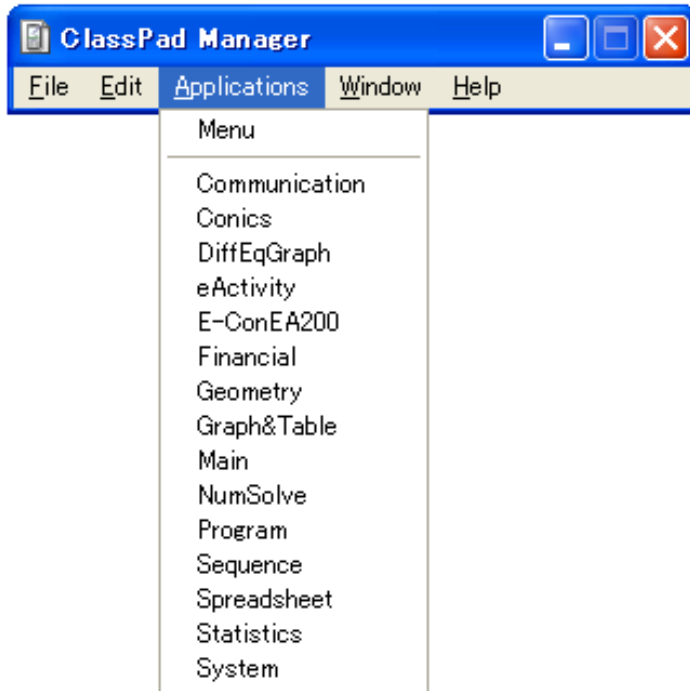 ClassPad Manager
File Edit Applications Window Help
Menu
Communication
Conics
DiffEqGraph
eActivity
E-ConEA200
Financial
Geometry
Graph&Table
Main
NumSolve
Program
Sequence
Spreadsheet
Statistics
System